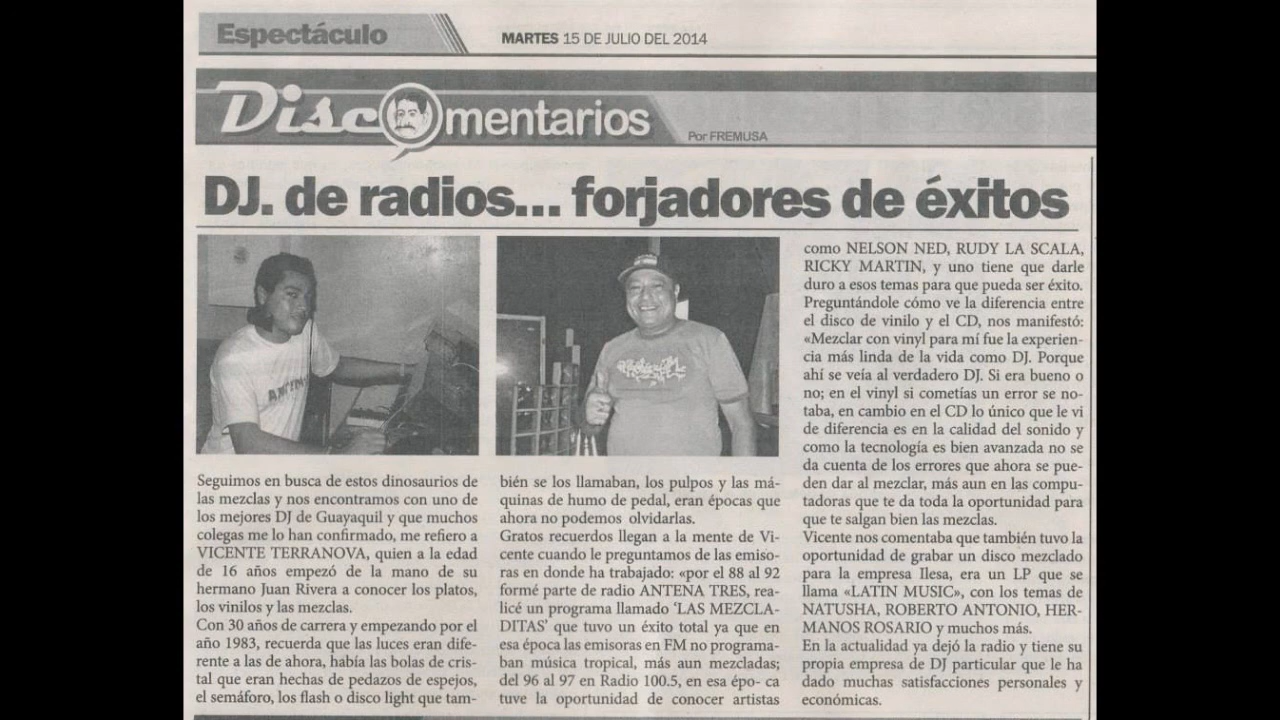 Espectáculo
MARTES 15 DE JULIO DEL 2014
Discomentarios
Por FREMUSA
DJ. de radios... forjadores de éxitos
Seguimos en busca de estos dinosaurios de
las mezclas y nos encontramos con uno de
los mejores DJ de Guayaquil y que muchos
colegas me lo han confirmado, me refiero a
VICENTE TERRANOVA, quien a la edad
de 16 años empezó de la mano de su
hermano Juan Rivera a conocer los platos,
los vinilos y las mezclas.
Con 30 años de carrera y empezando por el
año 1983, recuerda que las luces eran dife-
rente a las de ahora, había las bolas de cris-
tal que eran hechas de pedazos de espejos,
el semáforo, los flash o disco light que tam-
bién se los llamaban, los pulpos y las má-
quinas de humo de pedal, eran épocas que
ahora no podemos olvidarlas.
Gratos recuerdos llegan a la mente de Vi-
cente cuando le preguntamos de las emiso-
ras en donde ha trabajado: «por el 88 al 92
formé parte de radio ANTENA TRES, rea-
licé un programa llamado 'LAS MEZCLA-
DITAS' que tuvo un éxito total ya que en
esa época las emisoras en FM no programa-
ban música tropical, más aun mezcladas;
del 96 al 97 en Radio 100.5, en esa épo- ca
tuve la oportunidad de conocer artistas
como NELSON NED, RUDY LA SCALA,
RICKY MARTIN, y uno tiene que darle
duro a esos temas para que pueda ser éxito.
Preguntándole cómo ve la diferencia entre
el disco de vinilo y el CD, nos manifestó:
«Mezclar con vinyl para mí fue la experien-
cia más linda de la vida como DJ. Porque
ahí se veía al verdadero DJ. Si era bueno o
no; en el vinyl si cometías un error se no-
taba, en cambio en el CD lo único que le vi
de diferencia es en la calidad del sonido y
como la tecnología es bien avanzada no se
da cuenta de los errores que ahora se pue-
den dar al mezclar, más aun en las compu-
tadoras que te da toda la oportunidad para
que te salgan bien las mezclas.
Vicente nos comentaba que también tuvo la
oportunidad de grabar un disco mezclado
para la empresa Ilesa, era un LP que se
llama «LATIN MUSIC», con los temas de
NATUSHA, ROBERTO ANTONIO, HER-
MANOS ROSARIO y muchos más.
En la actualidad ya dejó la radio y tiene su
propia empresa de DJ particular que le ha
dado muchas satisfacciones personales y
económicas.